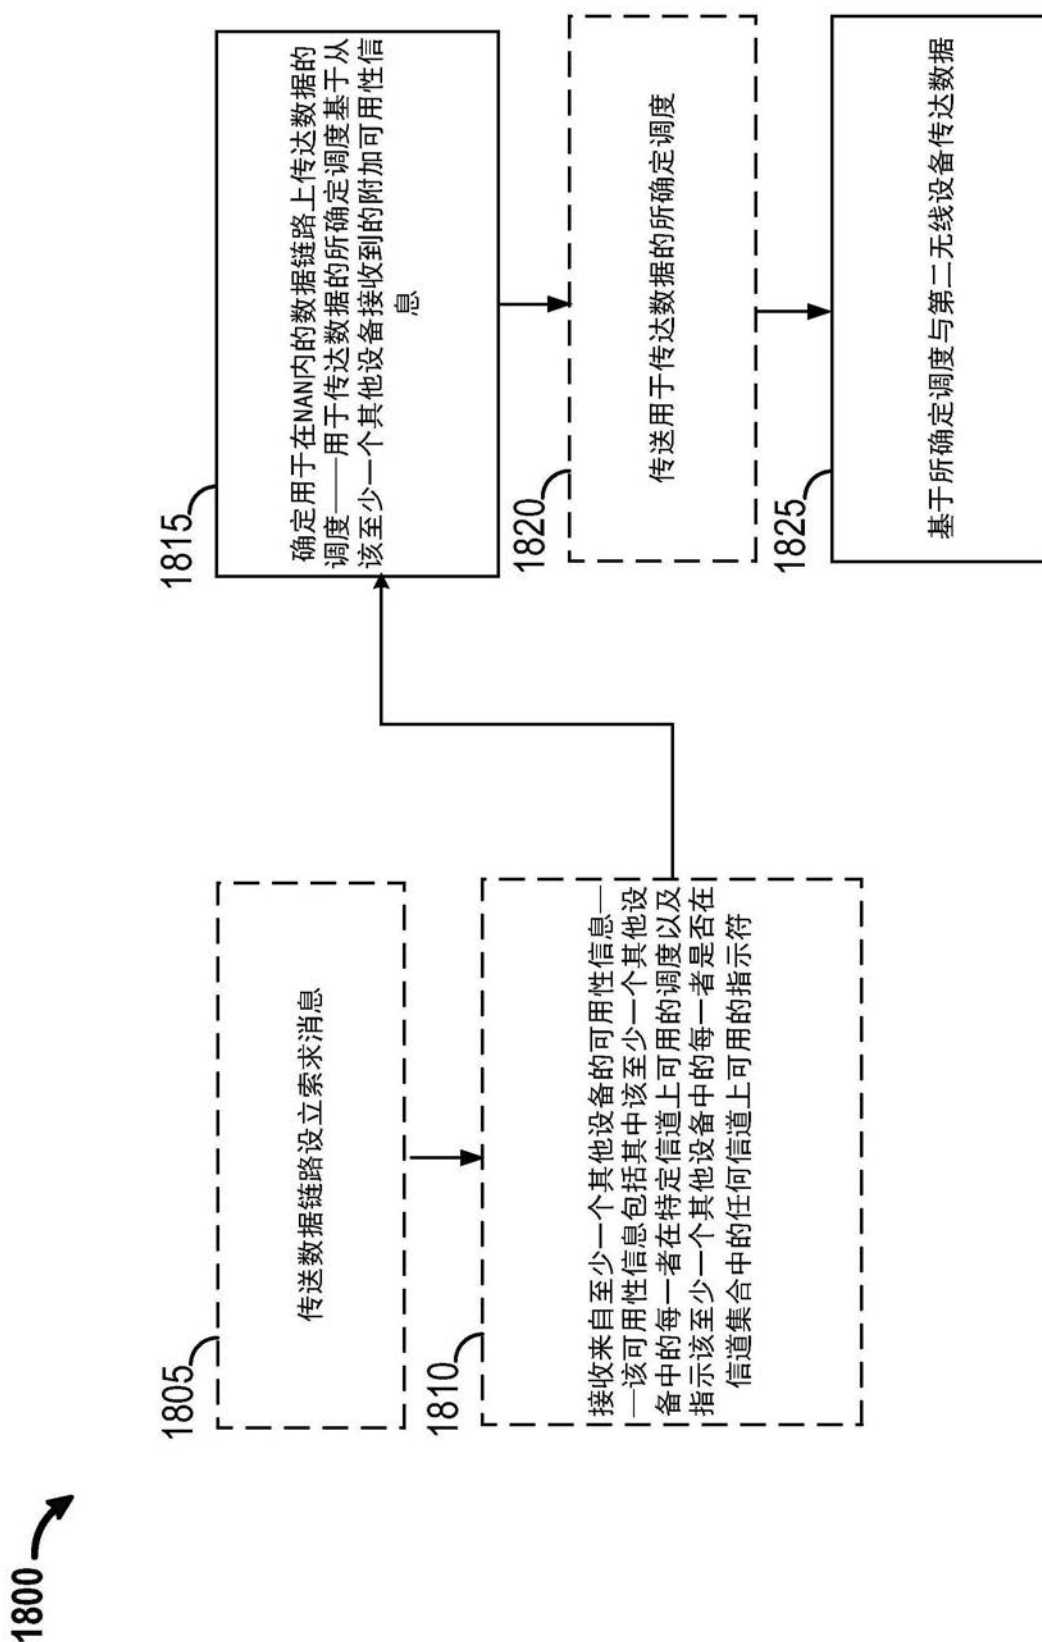 1800
1805
传送数据链路设立索求消息
1810
接收来自至少一个其他设备的可用性信息—
—该可用性信息包括其中该至少一个其他设
备中的每一者在特定信道上可用的调度以及
指示该至少一个其他设备中的每一者是否在
信道集合中的任何信道上可用的指示符
1815
确定用于在NAN内的数据链路上传达数据的
调度——用于传达数据的所确定调度基于从
该至少一个其他设备接收到的附加可用性信
息
1820
传送用于传达数据的所确定调度
1825
基于所确定调度与第二无线设备传达数据